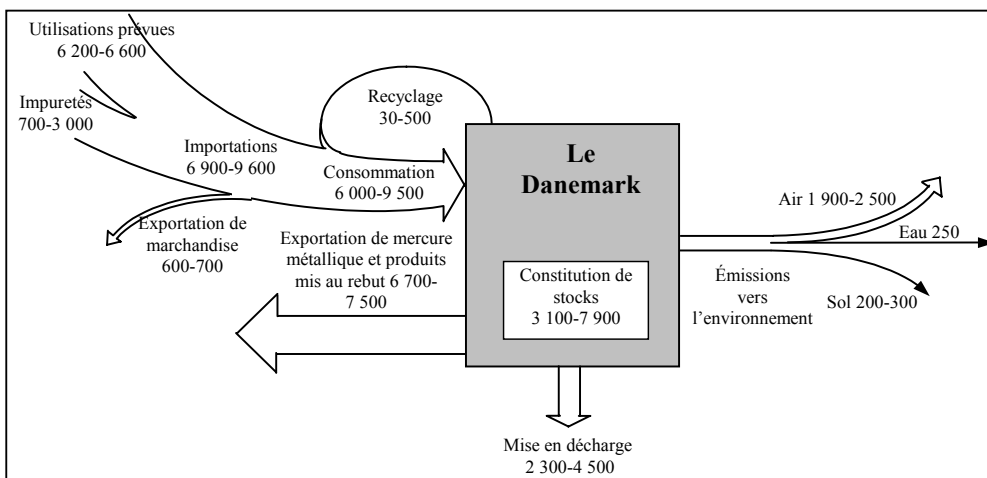 Utilisations prévues
6 200-6 600
Impuretés
700-3 000
Importations
6 900-9 600
Exportation de
marchandise
600-700
Recyclage
30-500
Consommation
6 000-9 500
Exportation de mercure
métallique et produits
mis au rebut 6 700-
7 500
Le
Danemark
Constitution de
stocks
3 100-7 900
Mise en décharge
2 300-4 500
Air 1 900-2 500
Eau 250
Émissions
vers
l’environnement
Sol 200-300